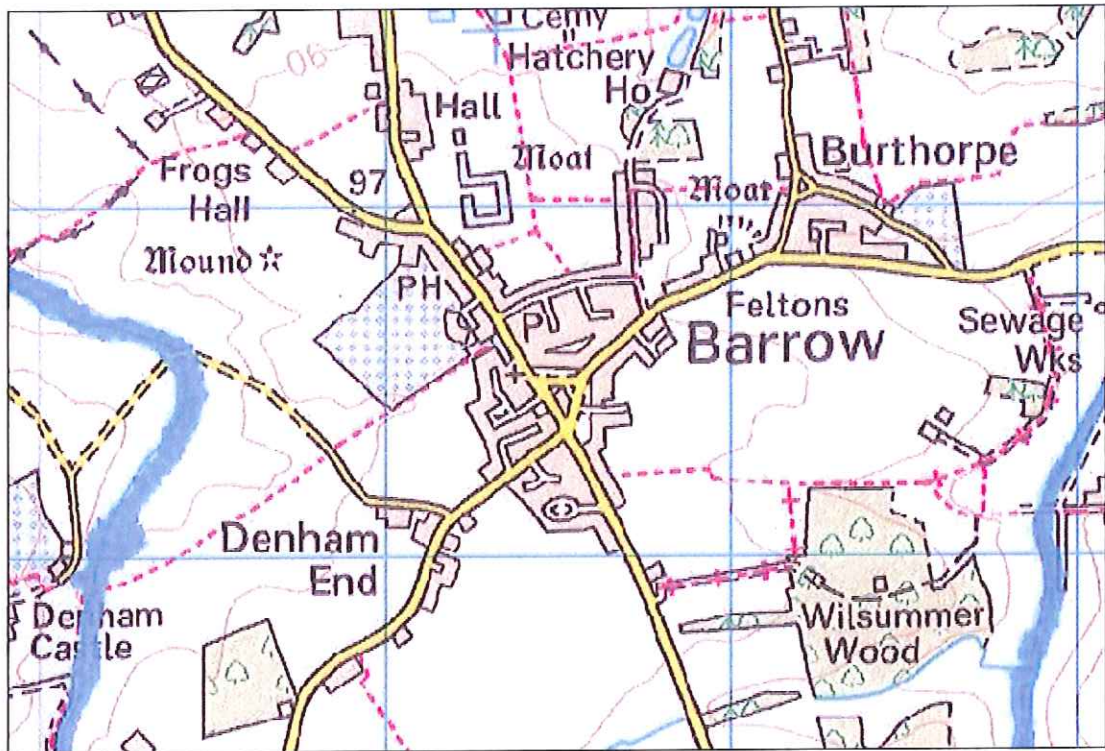 Cemy
Hatchery
Ho
90
Hall
Moat
Burthorpe
Frogs
Hall
97
Moat
Mound
PH
P
Feltons
Barrow
Sewage
Wks
Denham
End
Denham
Castle
Wilsummer
Wood